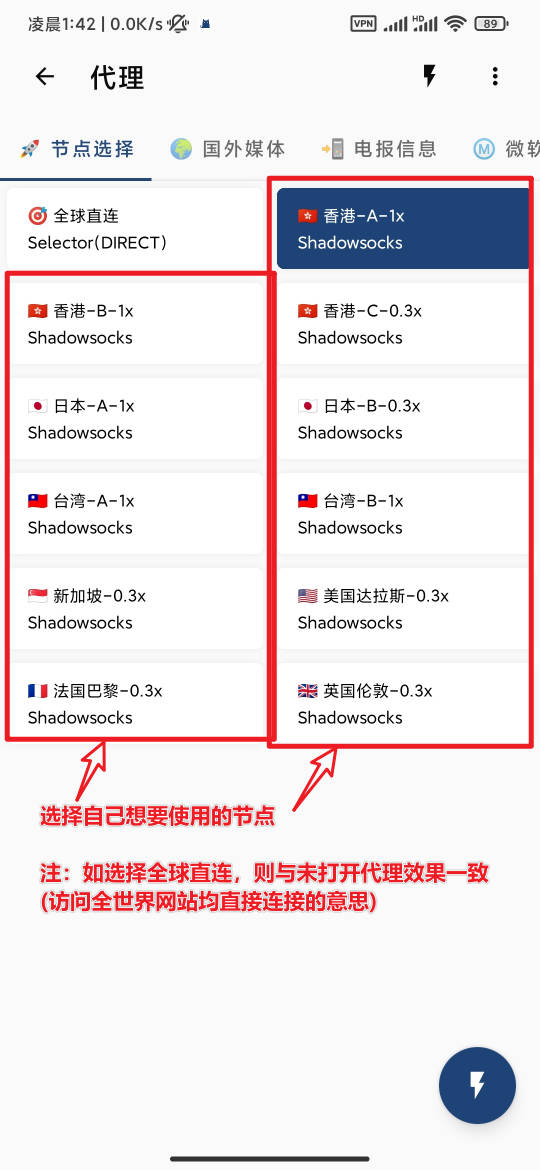 凌晨1:42 | 0.0K/s
VPN HD 89
代理
节点选择 国外媒体 电报信息 M 微软
全球直连
Selector(DIRECT)
香港-A-1x
Shadowsocks
香港-B-1x
Shadowsocks
香港-C-0.3x
Shadowsocks
日本-A-1x
Shadowsocks
日本-B-0.3x
Shadowsocks
台湾-A-1x
Shadowsocks
台湾-B-1x
Shadowsocks
新加坡-0.3x
Shadowsocks
美国达拉斯-0.3x
Shadowsocks
法国巴黎-0.3x
Shadowsocks
英国伦敦-0.3x
Shadowsocks
选择自己想要使用的节点
注：如选择全球直连，则与未打开代理效果一致
(访问全世界网站均直接连接的意思)